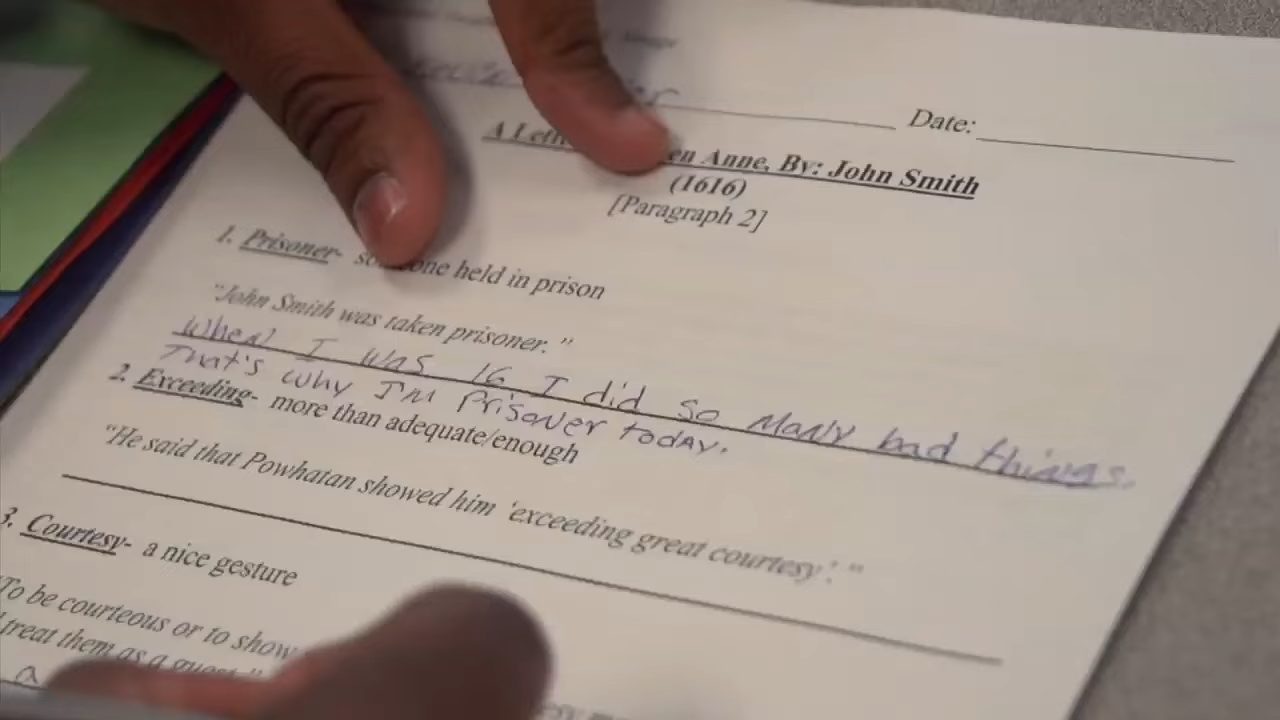 Date:
A Lett en Anne, By: John Smith
(1616)
[Paragraph 2]
1. Prisoner- someone held in prison
"John Smith was taken prisoner."
When I was 16 I did so many bad things.
That's why I'm Prisoner today.
2. Exceeding- more than adequate/enough
"He said that Powhatan showed him 'exceeding great courtesy'."
3. Courtesy- a nice gesture
To be courteous or to show
treat them as a guest."
a